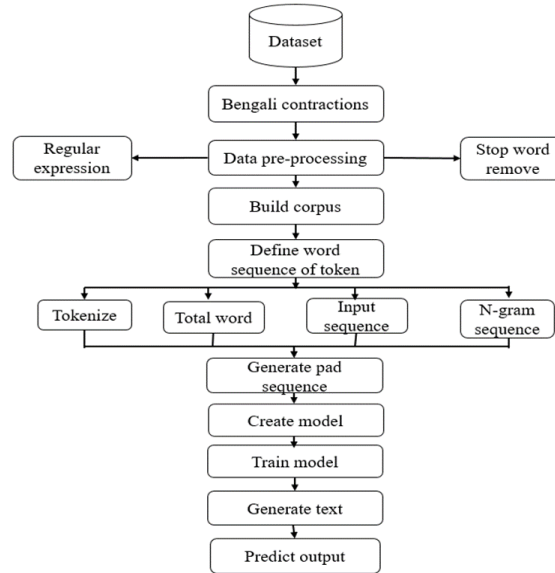 Dataset
Bengali contractions
Regular
expression
Data pre-processing
Stop word
remove
Build corpus
Define word
sequence of token
Tokenize
Total word
Input
sequence
N-gram
sequence
Generate pad
sequence
Create model
Train model
Generate text
Predict output